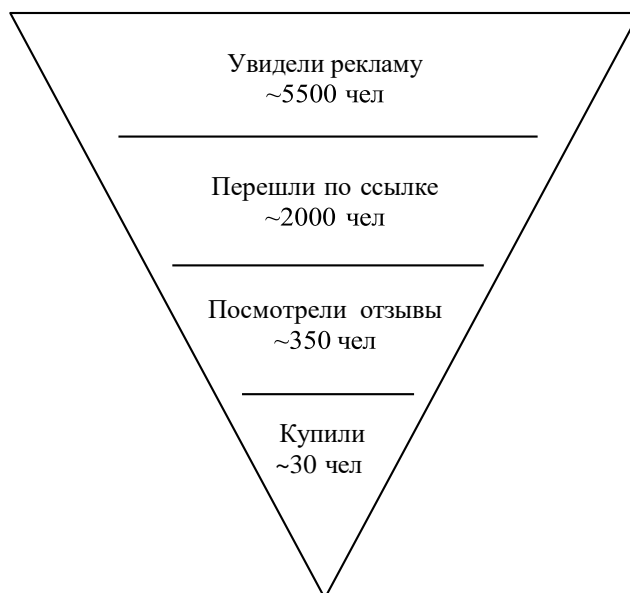 Увидели рекламу
~5500 чел
Перешли по ссылке
~2000 чел
Посмотрели отзывы
~350 чел
Купили
~30 чел